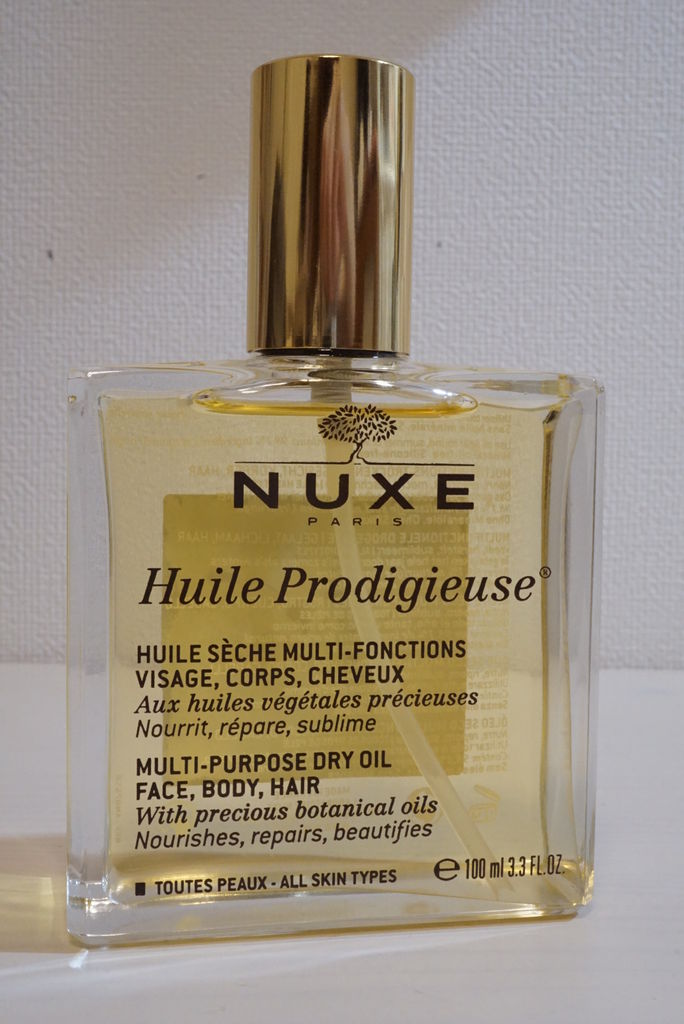 NUXE
PARIS
Huile Prodigieuse®
HUILE SÈCHE MULTI-FONCTIONS
VISAGE, CORPS, CHEVEUX
Aux huiles végétales précieuses
Nourrit, répare, sublime
MULTI-PURPOSE DRY OIL
FACE, BODY, HAIR
With precious botanical oils
Nourishes, repairs, beautifies
TOUTES PEAUX - ALL SKIN TYPES
℮ 100 ml 3.3 FL.OZ.